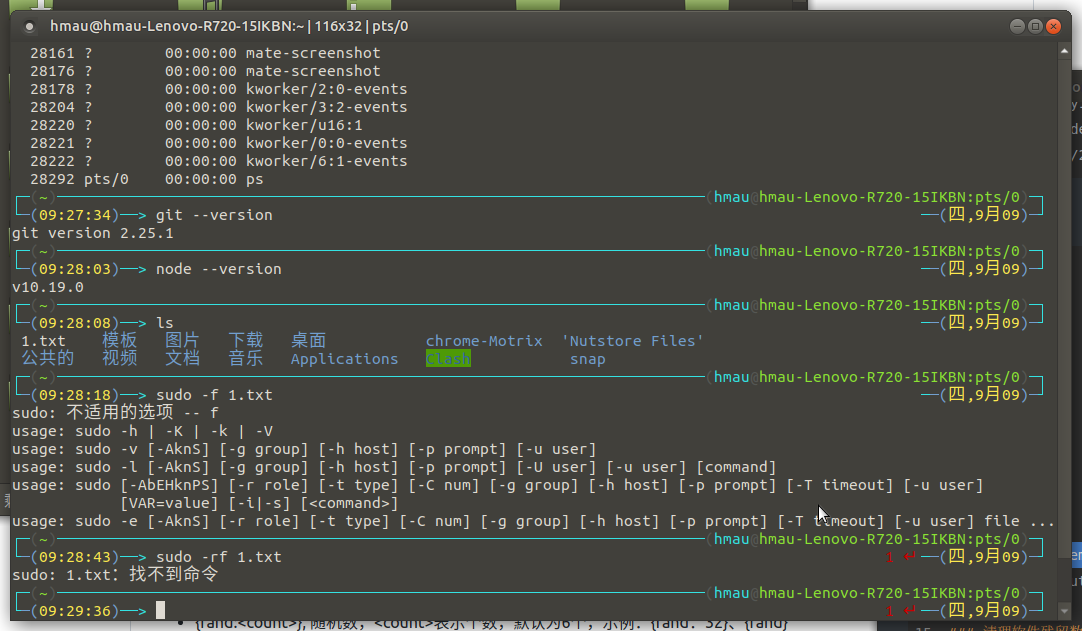 hmau@hmau-Lenovo-R720-15IKBN:~ | 116x32 | pts/0
28161 ? 00:00:00 mate-screenshot
28176 ? 00:00:00 mate-screenshot
28178 ? 00:00:00 kworker/2:0-events
28204 ? 00:00:00 kworker/3:2-events
28220 ? 00:00:00 kworker/u16:1
28221 ? 00:00:00 kworker/0:0-events
28222 ? 00:00:00 kworker/6:1-events
28292 pts/0 00:00:00 ps
(~) (hmau@hmau-Lenovo-R720-15IKBN:pts/0)
(09:27:34)──> git --version ──(四,9月09)
git version 2.25.1
(~) (hmau@hmau-Lenovo-R720-15IKBN:pts/0)
(09:28:03)──> node --version ──(四,9月09)
v10.19.0
(~) (hmau@hmau-Lenovo-R720-15IKBN:pts/0)
(09:28:08)──> ls ──(四,9月09)
1.txt 模板 图片 下载 桌面 chrome-Motrix 'Nutstore Files'
公共的 视频 文档 音乐 Applications Clash snap
(~) (hmau@hmau-Lenovo-R720-15IKBN:pts/0)
(09:28:18)──> sudo -f 1.txt ──(四,9月09)
sudo: 不适用的选项 -- f
usage: sudo -h | -K | -k | -V
usage: sudo -v [-AknS] [-g group] [-h host] [-p prompt] [-u user]
usage: sudo -l [-AknS] [-g group] [-h host] [-p prompt] [-U user] [-u user] [command]
usage: sudo [-AbEHknPS] [-r role] [-t type] [-C num] [-g group] [-h host] [-p prompt] [-T timeout] [-u user]
[VAR=value] [-i|-s] [<command>]
usage: sudo -e [-AknS] [-r role] [-t type] [-C num] [-g group] [-h host] [-p prompt] [-T timeout] [-u user] file ...
(~) (hmau@hmau-Lenovo-R720-15IKBN:pts/0)
(09:28:43)──> sudo -rf 1.txt 1 ↵ ──(四,9月09)
sudo: 1.txt：找不到命令
(~) (hmau@hmau-Lenovo-R720-15IKBN:pts/0)
(09:29:36)──> 1 ↵ ──(四,9月09)